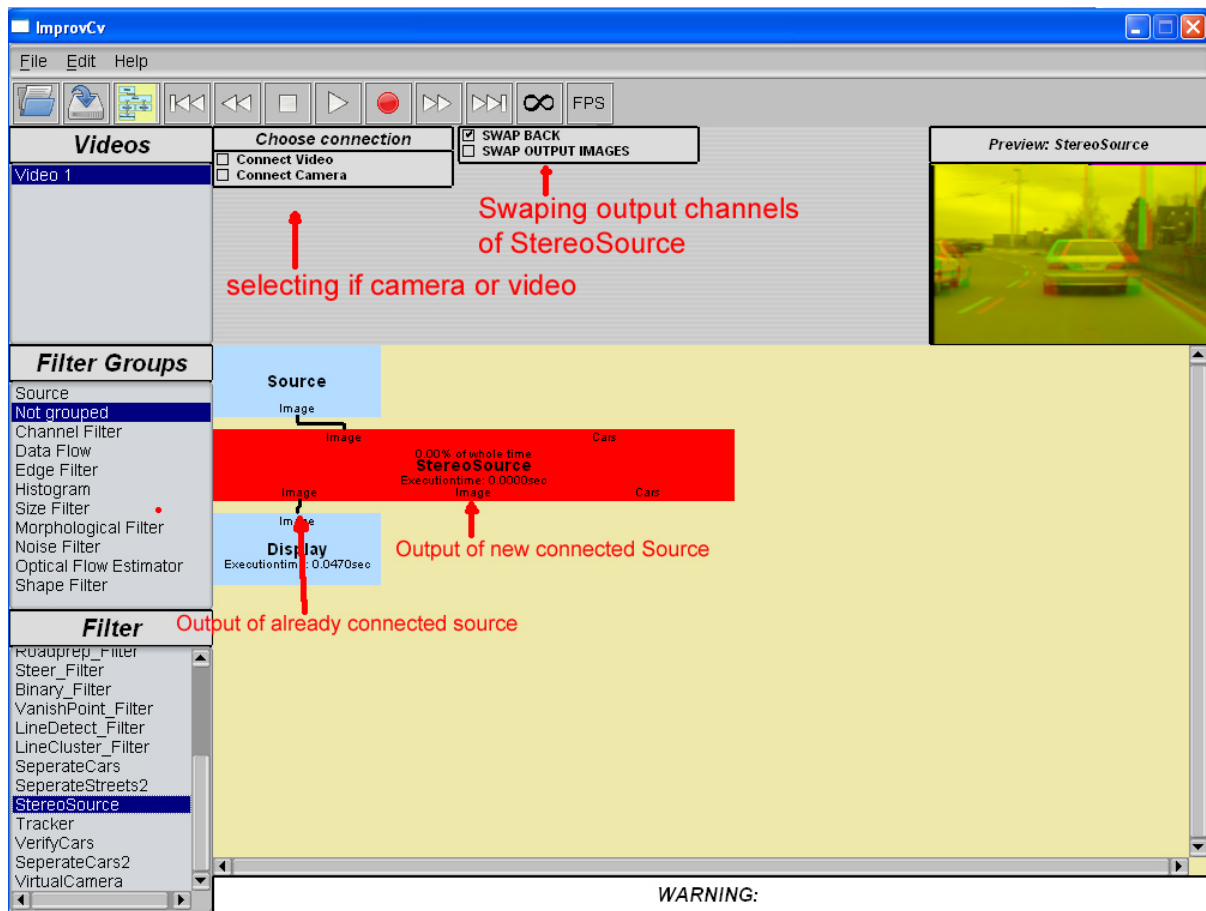 ImprovCv
File Edit Help
FPS
Videos
Video 1
Choose connection
Connect Video
Connect Camera
SWAP BACK
SWAP OUTPUT IMAGES
Preview: StereoSource
Swaping output channels
of StereoSource
selecting if camera or video
Filter Groups
Source
Not grouped
Channel Filter
Data Flow
Edge Filter
Histogram
Size Filter
Morphological Filter
Noise Filter
Optical Flow Estimator
Shape Filter
Source
Image
Image Cars
0.00% of whole time
StereoSource
Executiontime: 0.0000sec
Image Image Cars
Image
Display
Executiontime: 0.0470sec
Output of new connected Source
Output of already connected source
Filter
Roadprep_Filter
Steer_Filter
Binary_Filter
VanishPoint_Filter
LineDetect_Filter
LineCluster_Filter
SeperateCars
SeperateStreets2
StereoSource
Tracker
VerifyCars
SeperateCars2
VirtualCamera
WARNING: